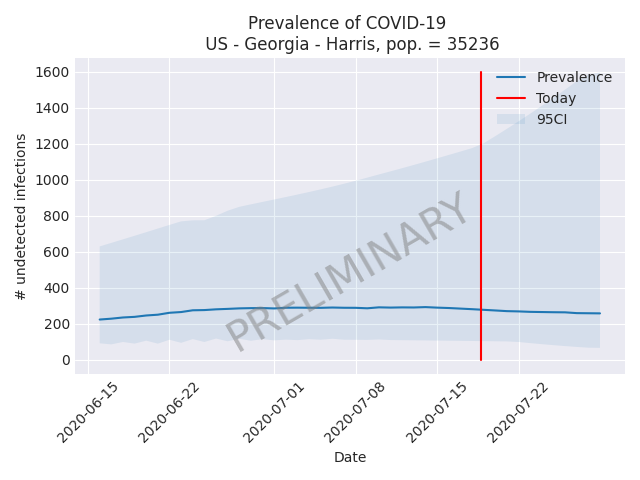 Prevalence of COVID-19
US - Georgia - Harris, pop. = 35236
Prevalence
Today
95CI
PRELIMINARY
# undetected infections
1600
1400
1200
1000
800
600
400
200
0
2020-06-15
2020-06-22
2020-07-01
2020-07-08
2020-07-15
2020-07-22
Date